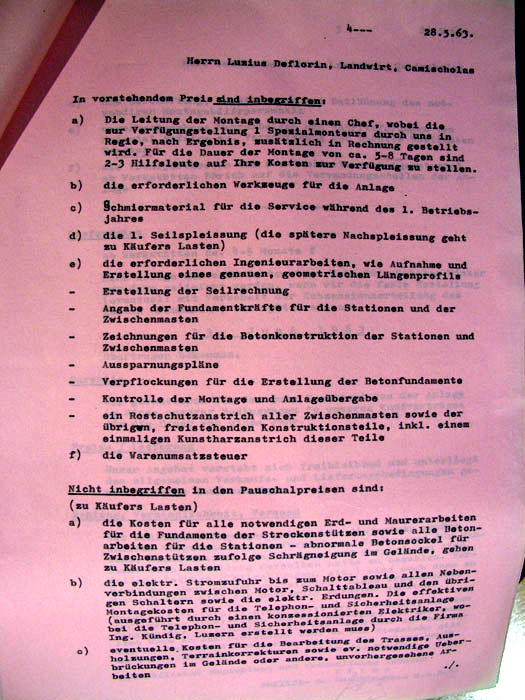 4---
28.5.63.
Herrn Luzius Deflorin, Landwirt, Camischolas
In vorstehendem Preis sind inbegriffen:
a) Die Leitung der Montage durch einen Chef, wobei die
zur Verfügungstellung 1 Spezialmonteurs durch uns in
Regie, nach Ergebnis, zusätzlich in Rechnung gestellt
wird. Für die Dauer der Montage von ca. 5-8 Tagen sind
2-3 Hilfsleute auf Ihre Kosten zur Verfügung zu stellen.
b) die erforderlichen Werkzeuge für die Anlage
c) Schmiermaterial für die Service während des 1. Betriebs-
jahres
d) die 1. Seilspleissung (die spätere Nachspleissung geht
zu Käufers Lasten)
e) die erforderlichen Ingenieurarbeiten, wie Aufnahme und
Erstellung eines genauen, geometrischen Längenprofils
- Erstellung der Seilrechnung
- Angabe der Fundamentkräfte für die Stationen und der
Zwischenmasten
- Zeichnungen für die Betonkonstruktion der Stationen und
Zwischenmasten
- Aussparungspläne
- Verpflockungen für die Erstellung der Betonfundamente
- Kontrolle der Montage und Anlageübergabe
- ein Rostschutzanstrich aller Zwischenmasten sowie der
übrigen, freistehenden Konstruktionsteile, inkl. einem
einmaligen Kunstharzanstrich dieser Teile
f) die Warenumsatzsteuer
Nicht inbegriffen in den Pauschalpreisen sind:
(zu Käufers Lasten)
a) die Kosten für alle notwendigen Erd- und Maurerarbeiten
für die Fundamente der Streckenstützen sowie alle Beton-
arbeiten für die Stationen - abnormale Betonsockel für
Zwischenstützen zufolge Schrägneigung im Gelände, gehen
zu Käufers Lasten
b) die elektr. Stromzufuhr bis zum Motor sowie allen Neben-
verbindungen zwischen Motor, Schalttableau und den übri-
gen Schaltern sowie die elektr. Erdungen. Die effektiven
Montagekosten für die Telephon- und Sicherheitsanlage
(ausgeführt durch einen konzessionierten Elektriker, wo-
bei die Telephon- und Sicherheitsanlage durch die Firma
Ing. Kündig, Luzern erstellt werden muss)
c) eventuelle Kosten für die Bearbeitung des Trasses, Aus-
holzungen, Terrainkorrekturen sowie ev. notwendige Ueber-
brückungen im Gelände oder andere, unvorhergesehene Ar-
beiten
./.